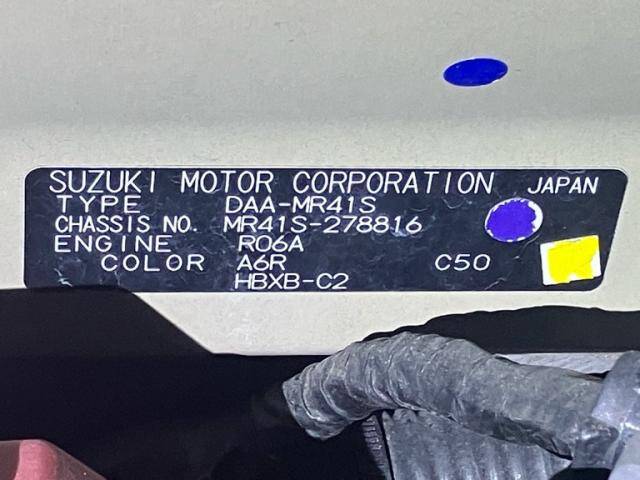 SUZUKI MOTOR CORPORATION JAPAN
TYPE DAA-MR41S
CHASSIS NO. MR41S-278816
ENGINE R06A
COLOR A6R C50
HBXB-C2